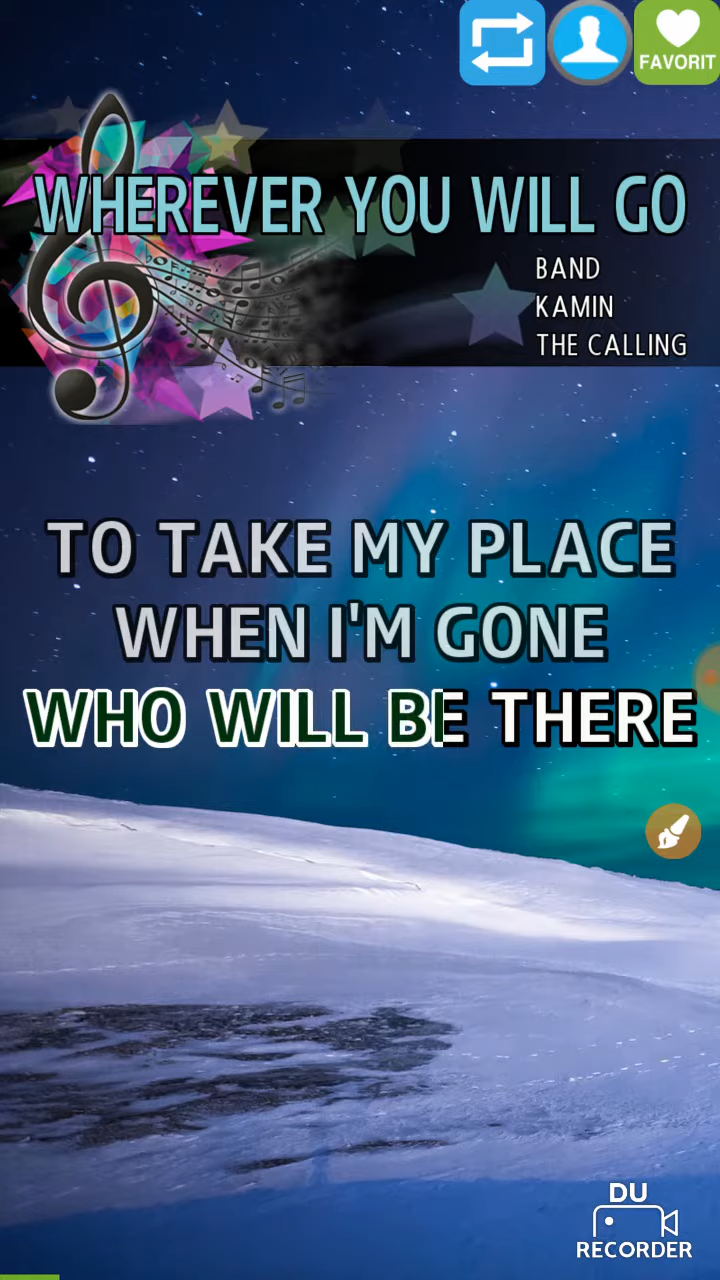 FAVORIT
WHEREVER YOU WILL GO
BAND
KAMIN
THE CALLING
TO TAKE MY PLACE
WHEN I'M GONE
WHO WILL BE THERE
DU
RECORDER